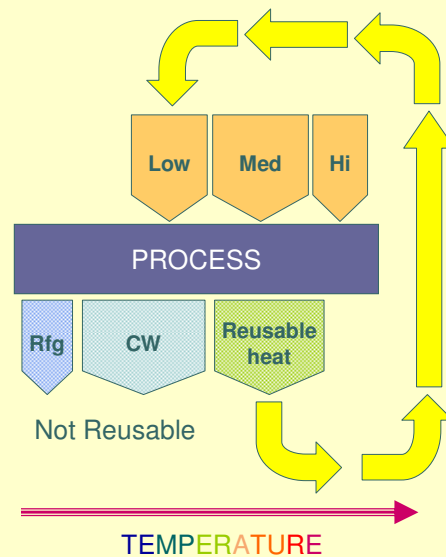 Low
Med
Hi
PROCESS
Rfg
CW
Reusable
heat
Not Reusable
TEMPERATURE